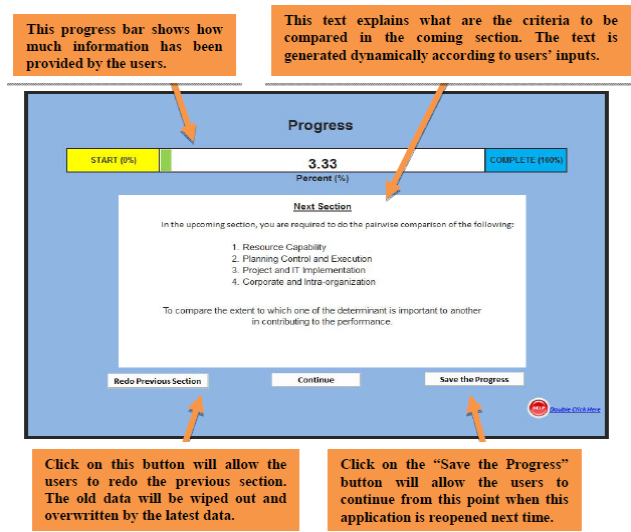 This progress bar shows how
much information has been
provided by the users.
This text explains what are the criteria to be
compared in the coming section. The text is
generated dynamically according to users' inputs.
Progress
START (0%)
3.33
COMPLETE (100%)
Percent (%)
Next Section
In the upcoming section, you are required to do the pairwise comparison of the following:
1. Resource Capability
2. Planning Control and Execution
3. Project and IT Implementation
4. Corporate and Intra-organization
To compare the extent to which one of the determinant is important to another
in contributing to the performance.
Redo Previous Section
Continue
Save the Progress
HELP
Double Click Here
Click on this button will allow the
users to redo the previous section.
The old data will be wiped out and
overwritten by the latest data.
Click on the “Save the Progress”
button will allow the users to
continue from this point when this
application is reopened next time.